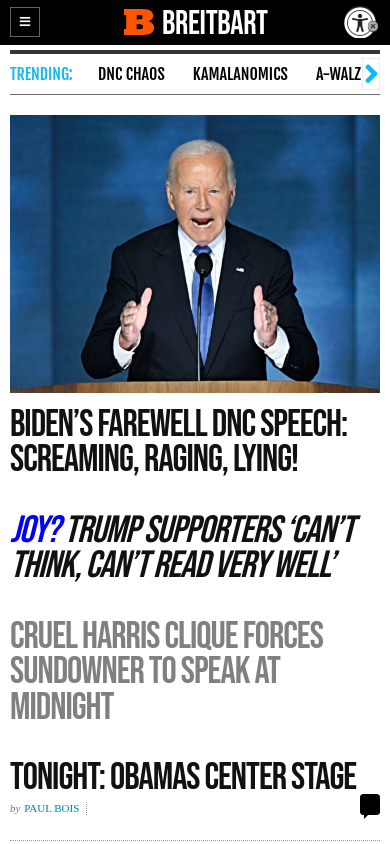 BREITBART
TRENDING: DNC CHAOS KAMALANOMICS A-WALZ
BIDEN’S FAREWELL DNC SPEECH:
SCREAMING, RAGING, LYING!
JOY? TRUMP SUPPORTERS ‘CAN’T
THINK, CAN’T READ VERY WELL’
CRUEL HARRIS CLIQUE FORCES
SUNDOWNER TO SPEAK AT
MIDNIGHT
TONIGHT: OBAMAS CENTER STAGE
by PAUL BOIS